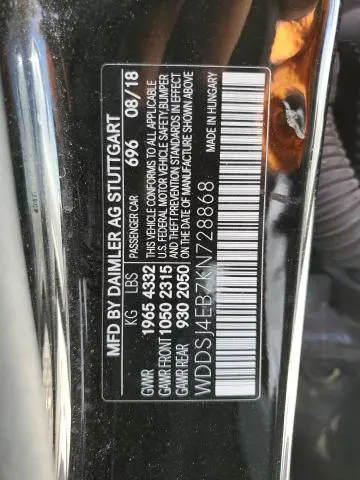 MFD BY DAIMLER AG STUTTGART
KG LBS PASSENGER CAR 696 08/18
GVWR 1965 4332 THIS VEHICLE CONFORMS TO ALL APPLICABLE
U.S. FEDERAL MOTOR VEHICLE SAFETY,BUMPER
GAWR FRONT 1050 2315 AND THEFT PREVENTION STANDARDS IN EFFECT
GAWR REAR 930 2050 ON THE DATE OF MANUFACTURE SHOWN ABOVE
WDDSJ4EB7KN728868 MADE IN HUNGARY